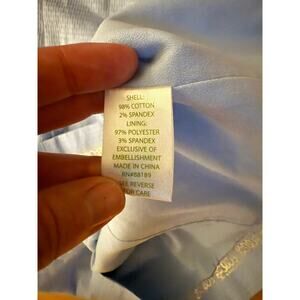 SHELL:
98% COTTON
2% SPANDEX
LINING:
97% POLYESTER
3% SPANDEX
EXCLUSIVE OF
EMBELLISHMENT
MADE IN CHINA
RN#68189
SEE REVERSE
FOR CARE